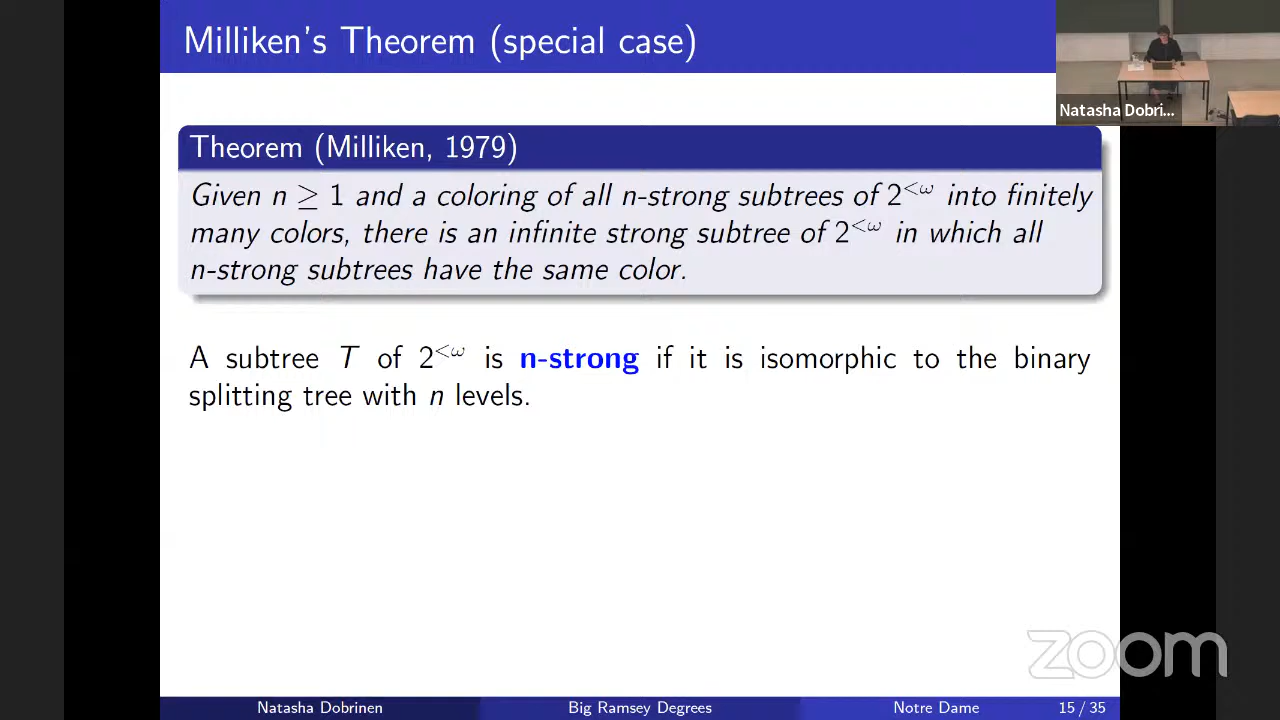 Milliken's Theorem (special case)
Natasha Dobri...
Theorem (Milliken, 1979)
Given n ≥ 1 and a coloring of all n-strong subtrees of 2^{<ω} into finitely
many colors, there is an infinite strong subtree of 2^{<ω} in which all
n-strong subtrees have the same color.
A subtree T of 2^{<ω} is n-strong if it is isomorphic to the binary
splitting tree with n levels.
zoom
Natasha Dobrinen Big Ramsey Degrees Notre Dame 15 / 35